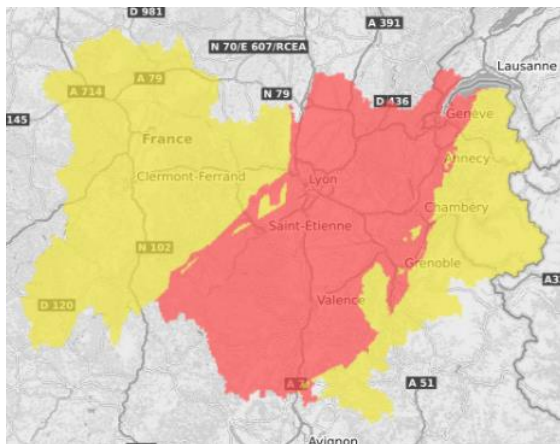 D 981
A 391
N 70/E 607/RCEA
Lausanne
A 79
A 714
N 79
D 436
145
Genève
France
Annecy
Clermont-Ferrand
Lyon
Chambéry
Saint-Etienne
N 102
Grenoble
Valence
D 120
A 51
Avignon